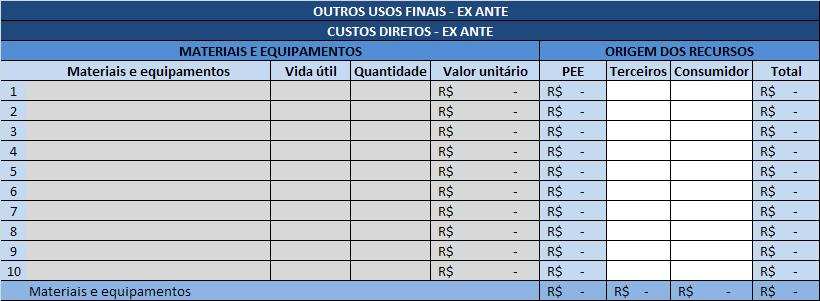 OUTROS USOS FINAIS - EX ANTE
CUSTOS DIRETOS - EX ANTE
MATERIAIS E EQUIPAMENTOS ORIGEM DOS RECURSOS
Materiais e equipamentos Vida útil Quantidade Valor unitário PEE Terceiros Consumidor Total
1 R$ - R$ - R$ -
2 R$ - R$ - R$ -
3 R$ - R$ - R$ -
4 R$ - R$ - R$ -
5 R$ - R$ - R$ -
6 R$ - R$ - R$ -
7 R$ - R$ - R$ -
8 R$ - R$ - R$ -
9 R$ - R$ - R$ -
10 R$ - R$ - R$ -
Materiais e equipamentos R$ - R$ - R$ - R$ -